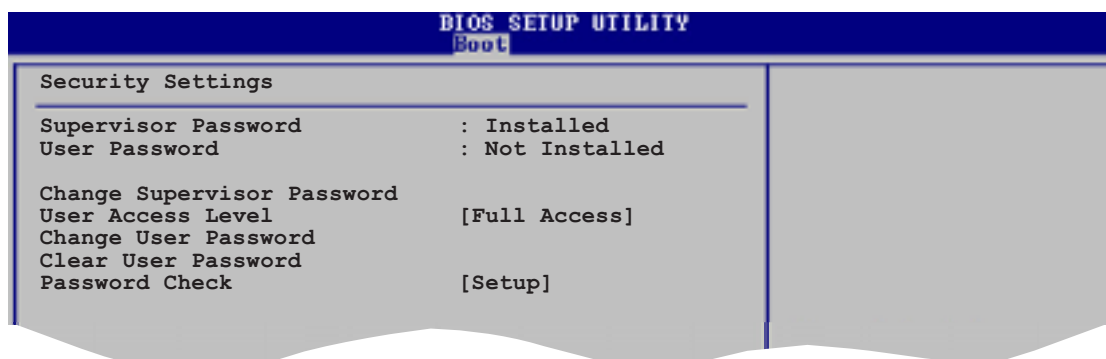 BIOS SETUP UTILITY
Boot
Security Settings
Supervisor Password : Installed
User Password : Not Installed
Change Supervisor Password
User Access Level [Full Access]
Change User Password
Clear User Password
Password Check [Setup]